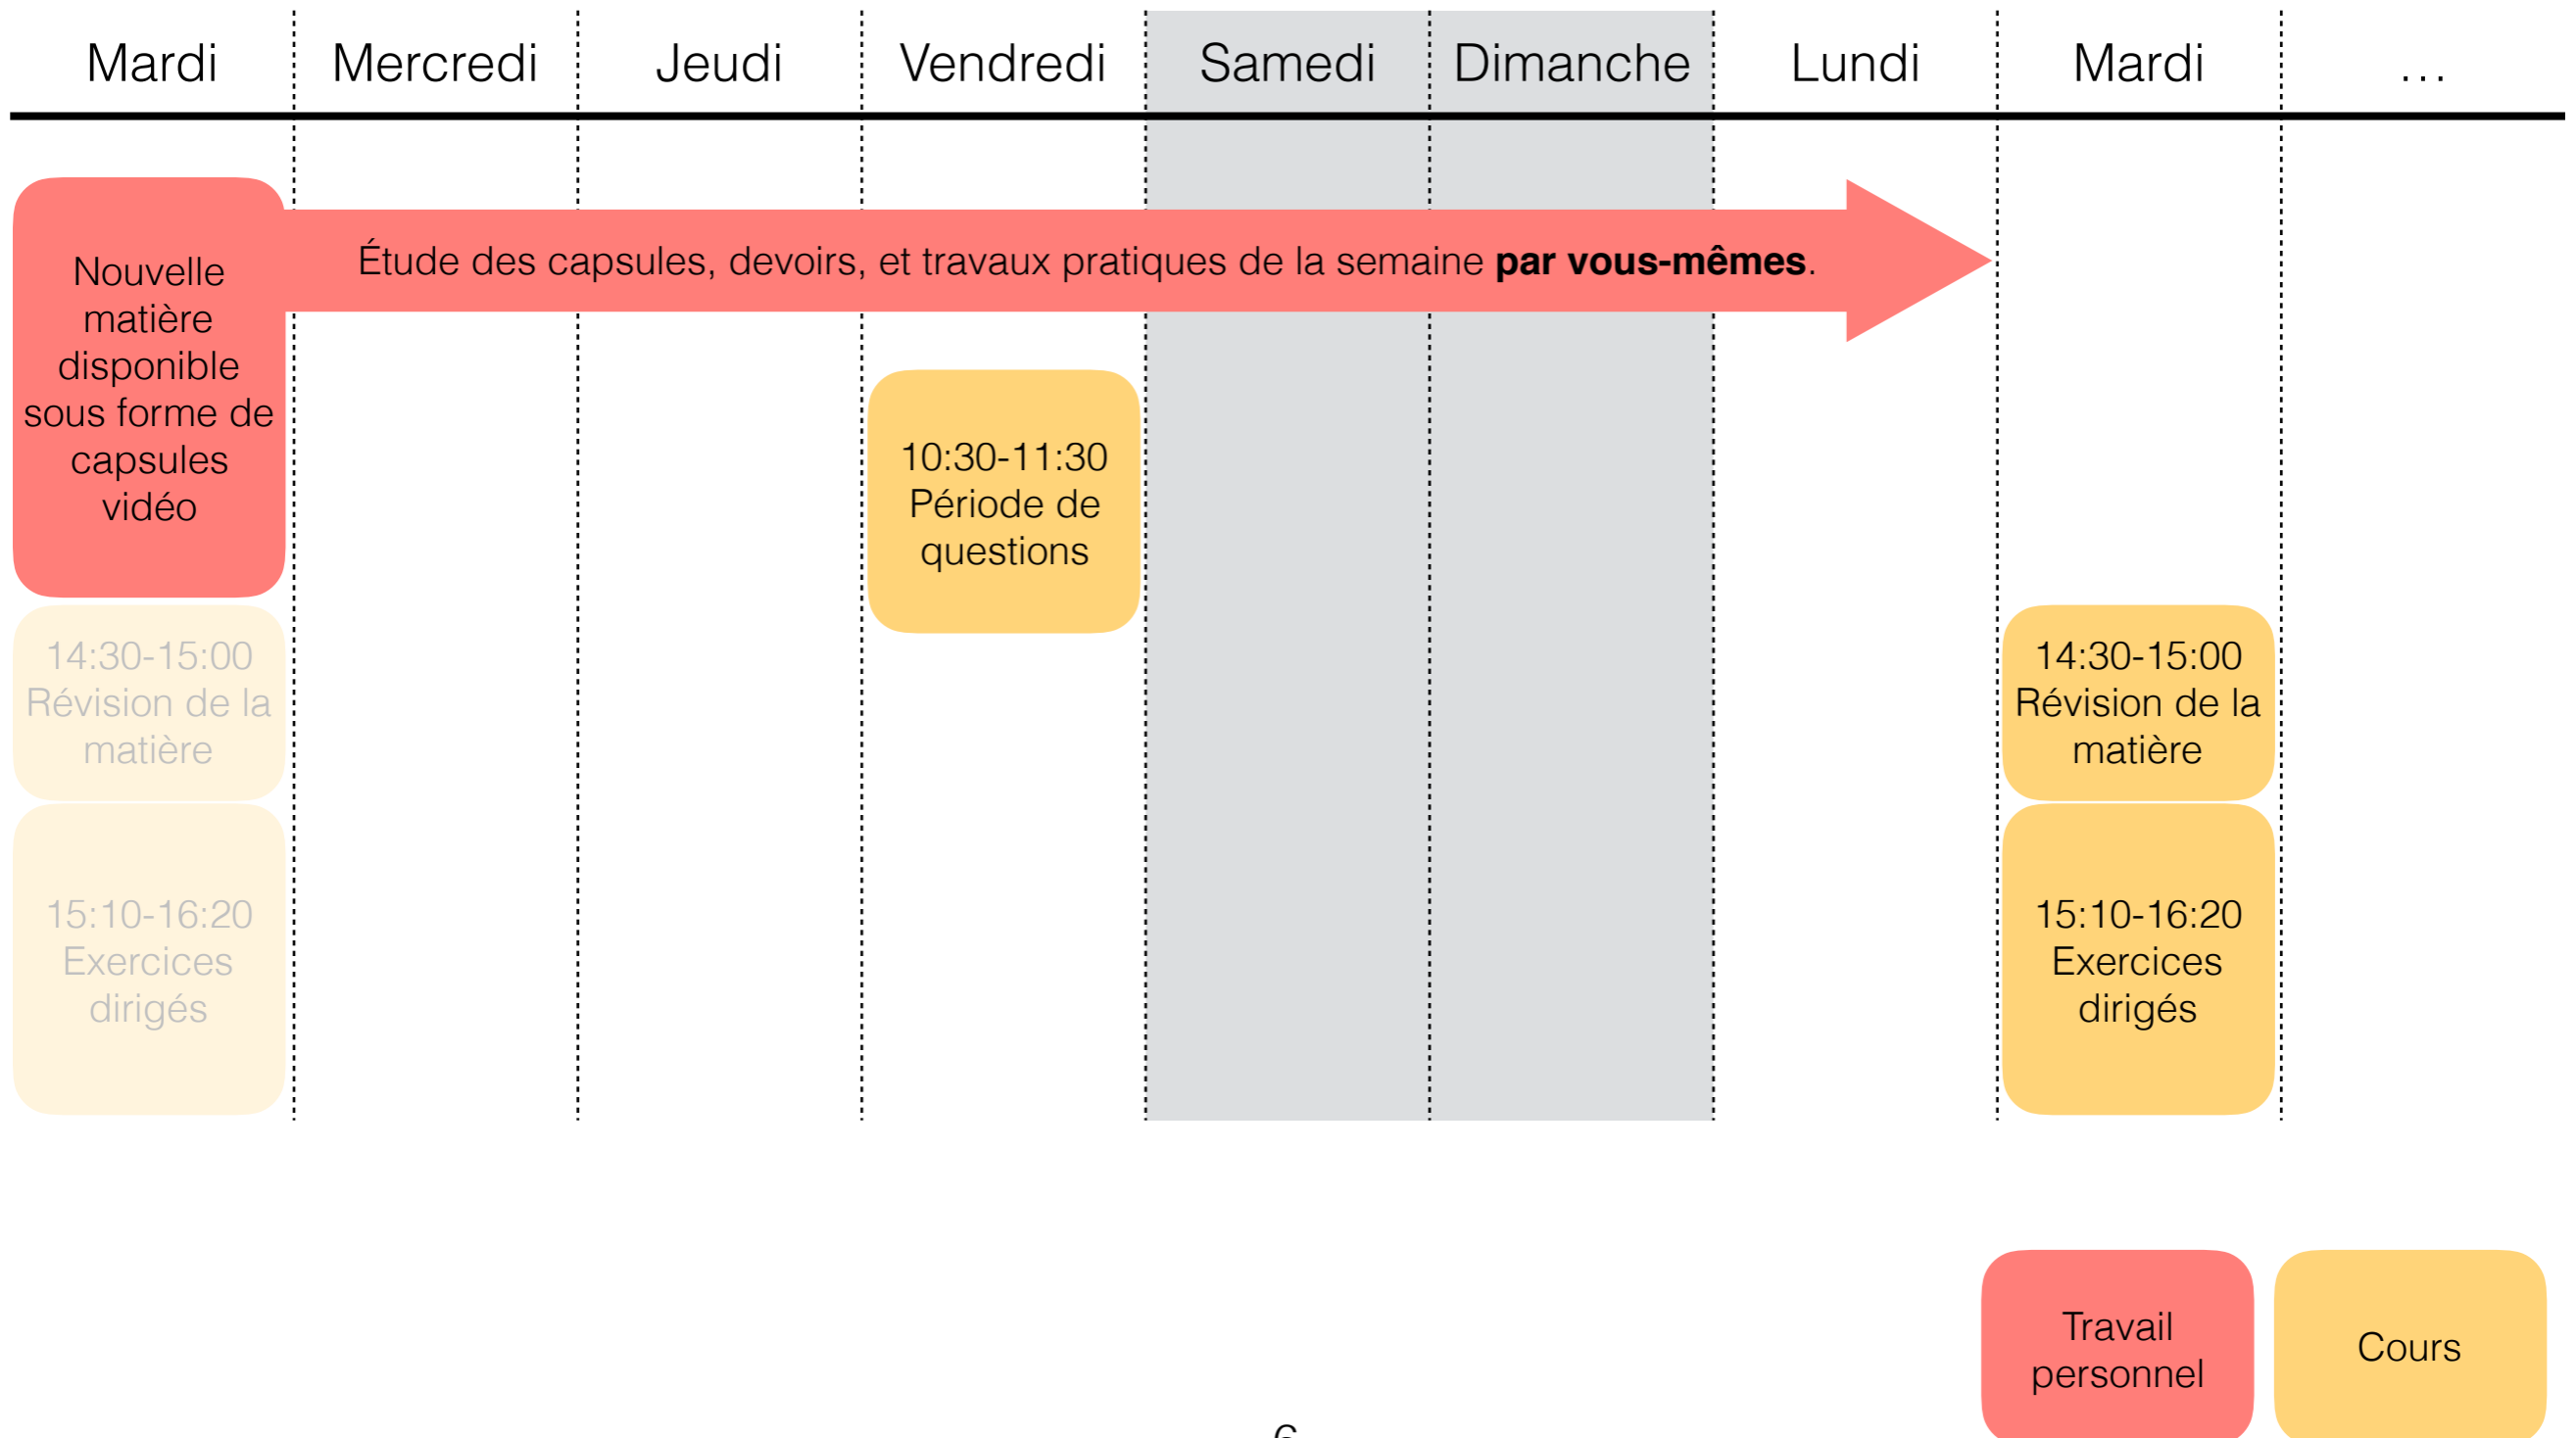 Mardi
Mercredi
Jeudi
Vendredi
Samedi
Dimanche
Lundi
Mardi
...
Nouvelle
matière
disponible
sous forme de
capsules
vidéo
Étude des capsules, devoirs, et travaux pratiques de la semaine par vous-mêmes.
14:30-15:00
Révision de la
matière
15:10-16:20
Exercices
dirigés
10:30-11:30
Période de
questions
14:30-15:00
Révision de la
matière
15:10-16:20
Exercices
dirigés
Travail
personnel
Cours
6